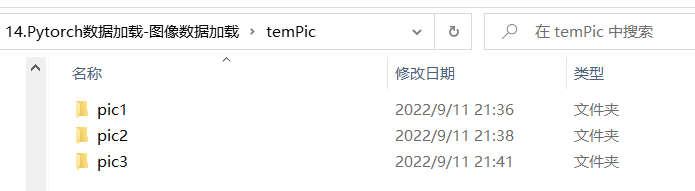 14.Pytorch数据加载-图像数据加载 › temPic 在 temPic 中搜索
名称 修改日期 类型
pic1 2022/9/11 21:36 文件夹
pic2 2022/9/11 21:38 文件夹
pic3 2022/9/11 21:41 文件夹